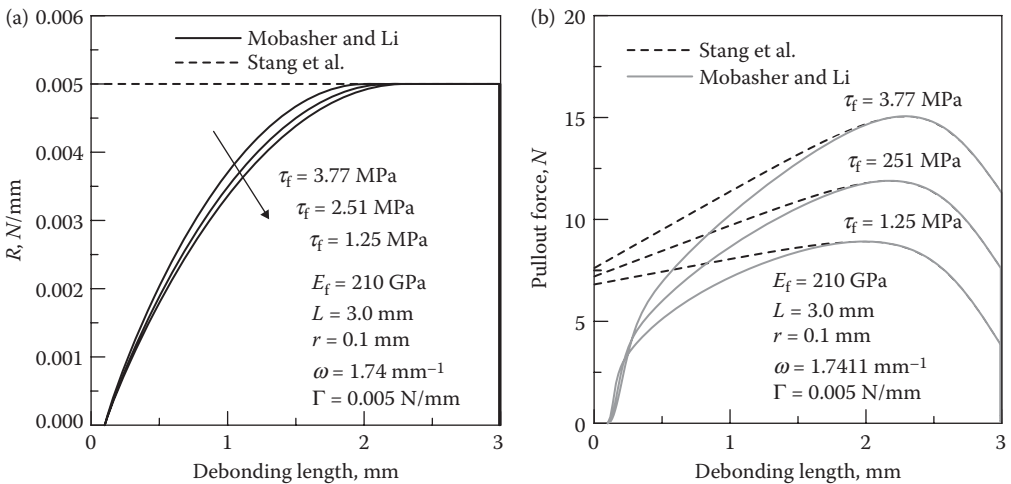 (a)
0.006
0.005
0.004
0.003
0.002
0.001
0.000
R, N/mm
Mobasher and Li
Stang et al.
τf = 3.77 MPa
τf = 2.51 MPa
τf = 1.25 MPa
Ef = 210 GPa
L = 3.0 mm
r = 0.1 mm
ω = 1.74 mm−1
Γ = 0.005 N/mm
0
1
2
3
Debonding length, mm
(b)
20
15
10
5
0
Pullout force, N
Stang et al.
Mobasher and Li
τf = 3.77 MPa
τf = 251 MPa
τf = 1.25 MPa
Ef = 210 GPa
L = 3.0 mm
r = 0.1 mm
ω = 1.7411 mm−1
Γ = 0.005 N/mm
0
1
2
3
Debonding length, mm